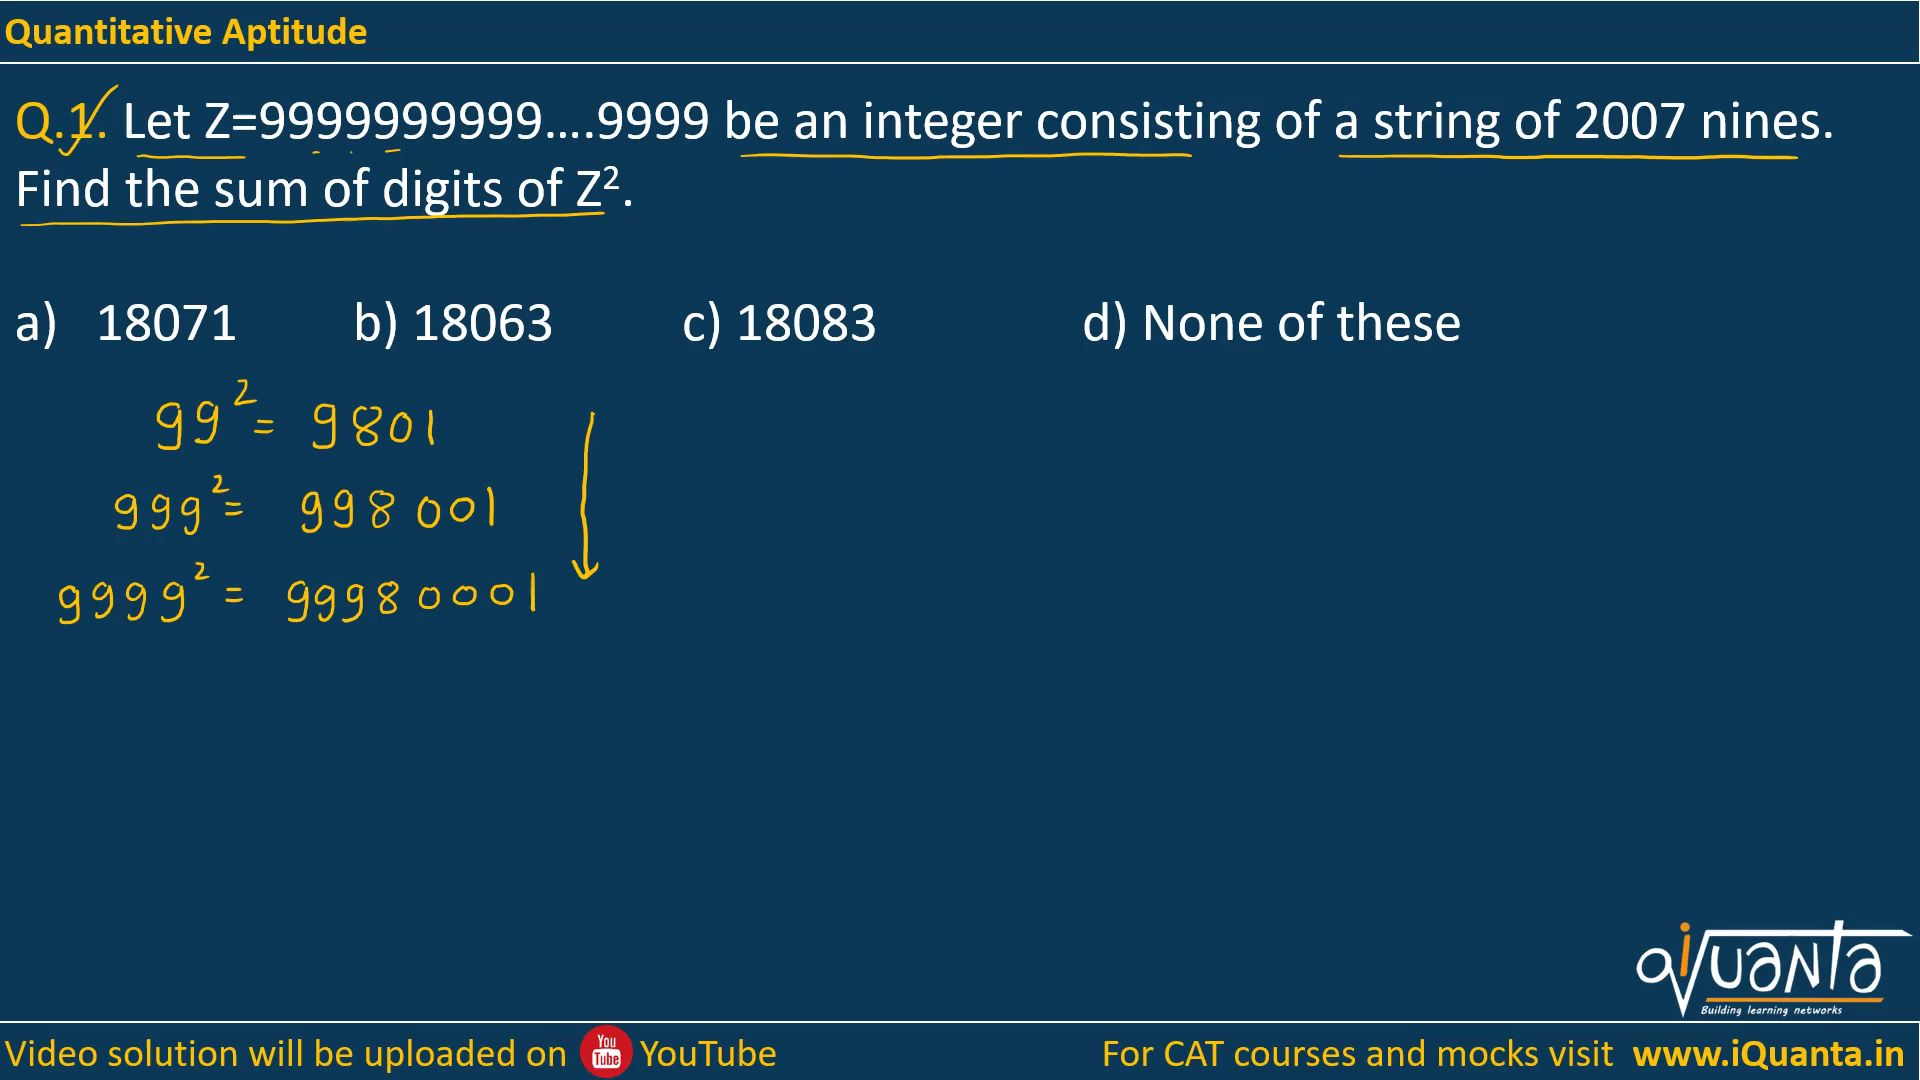 Quantitative Aptitude
Q.1. Let Z=9999999999....9999 be an integer consisting of a string of 2007 nines.
Find the sum of digits of Z².
a) 18071 b) 18063 c) 18083 d) None of these
99² = 9801
999² = 998001
9999² = 99980001
iQuanta
Building learning networks
Video solution will be uploaded on You Tube YouTube For CAT courses and mocks visit www.iQuanta.in